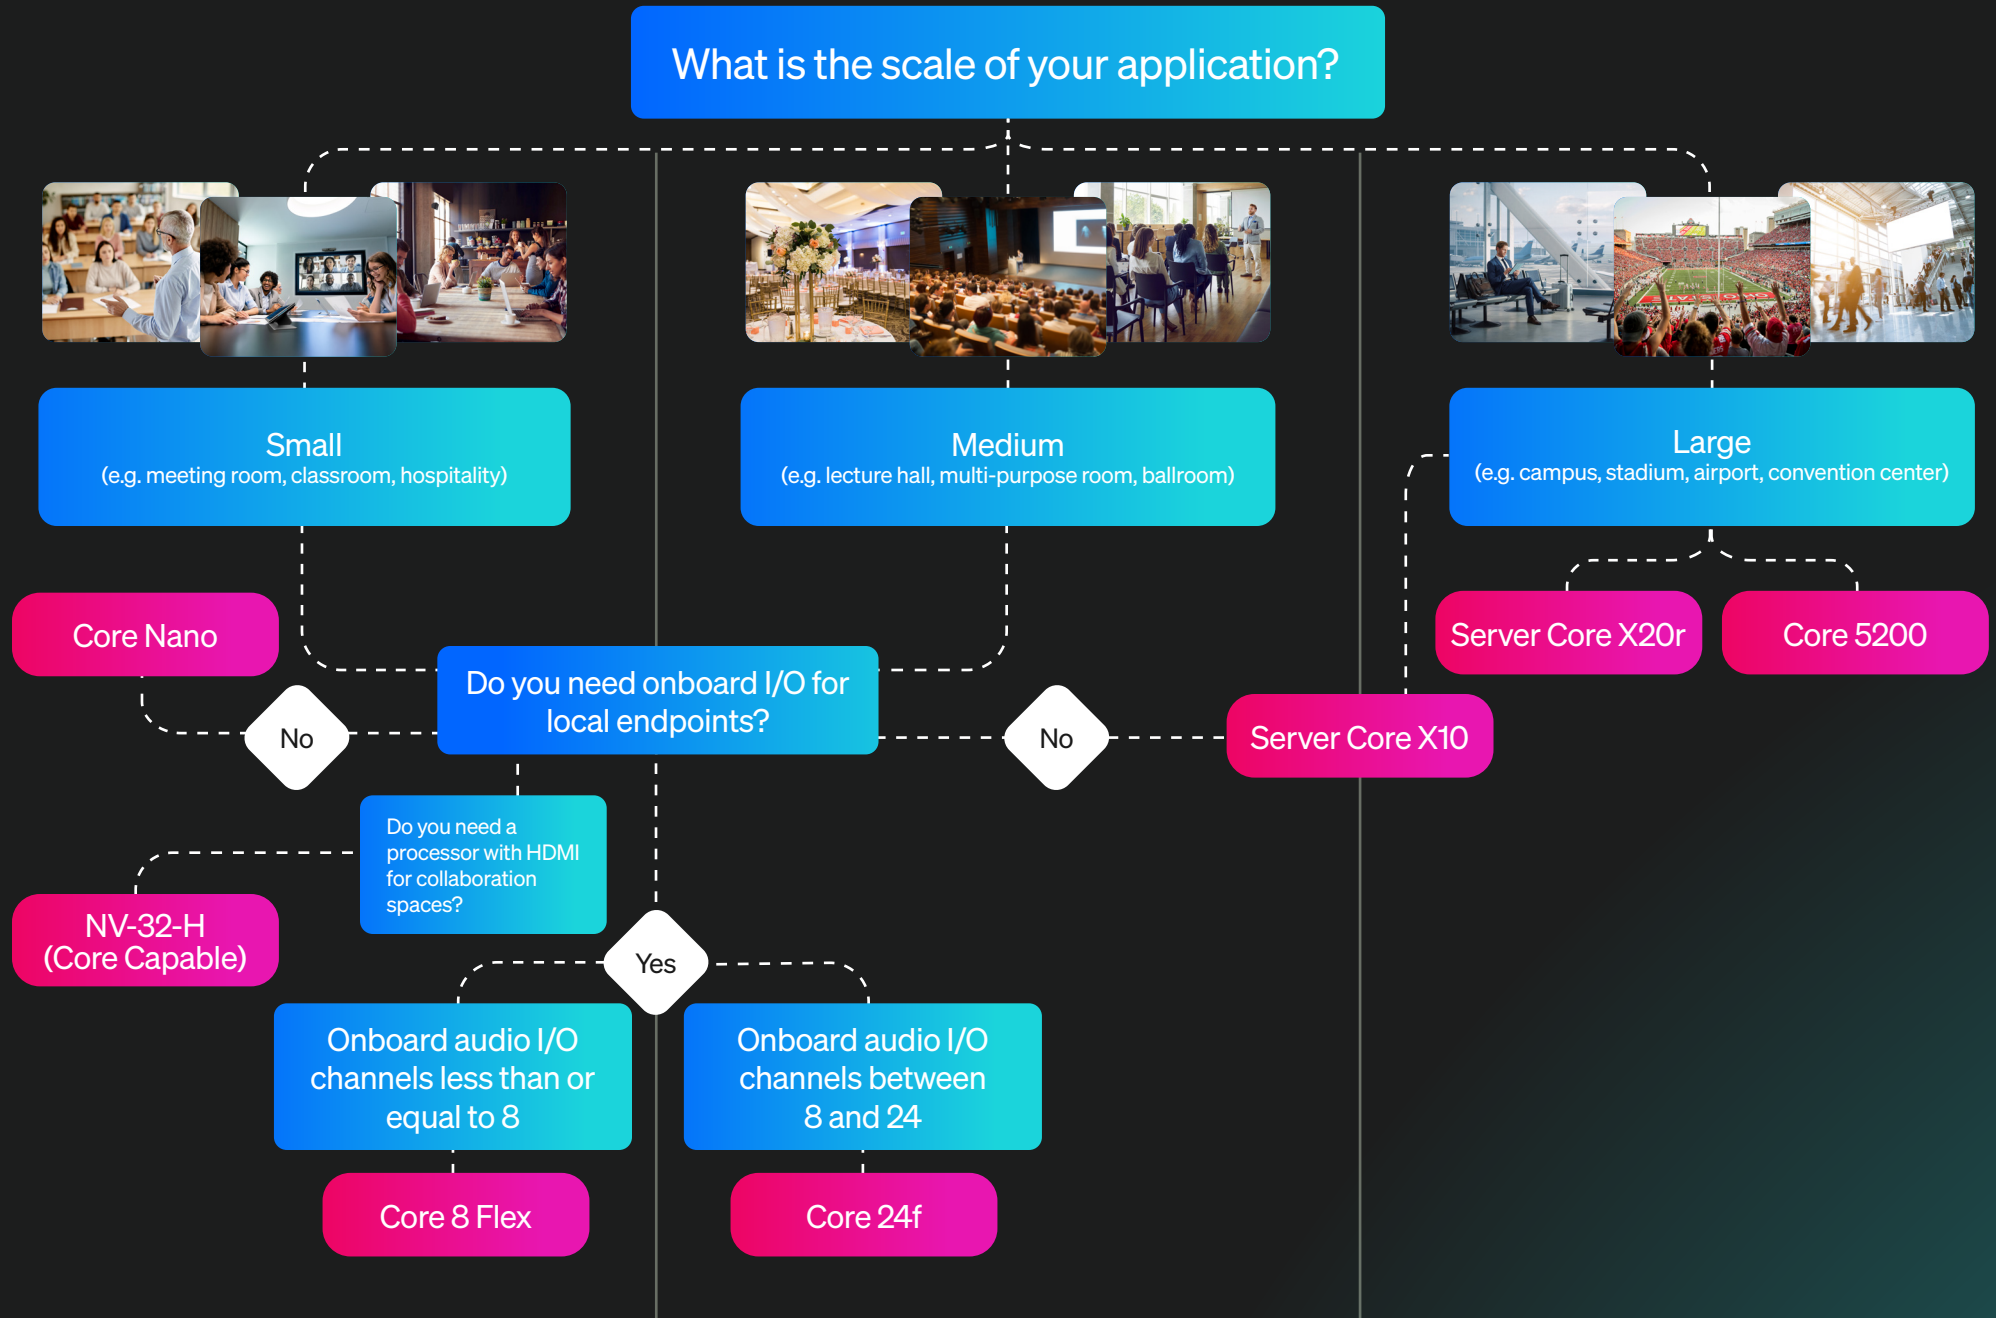 What is the scale of your application?
Small
(e.g. meeting room, classroom, hospitality)
Medium
(e.g. lecture hall, multi-purpose room, ballroom)
Large
(e.g. campus, stadium, airport, convention center)
Core Nano
Server Core X20r
Core 5200
Do you need onboard I/O for
local endpoints?
No
No
Server Core X10
Do you need a
processor with HDMI
for collaboration
spaces?
NV-32-H
(Core Capable)
Yes
Onboard audio I/O
channels less than or
equal to 8
Onboard audio I/O
channels between
8 and 24
Core 8 Flex
Core 24f